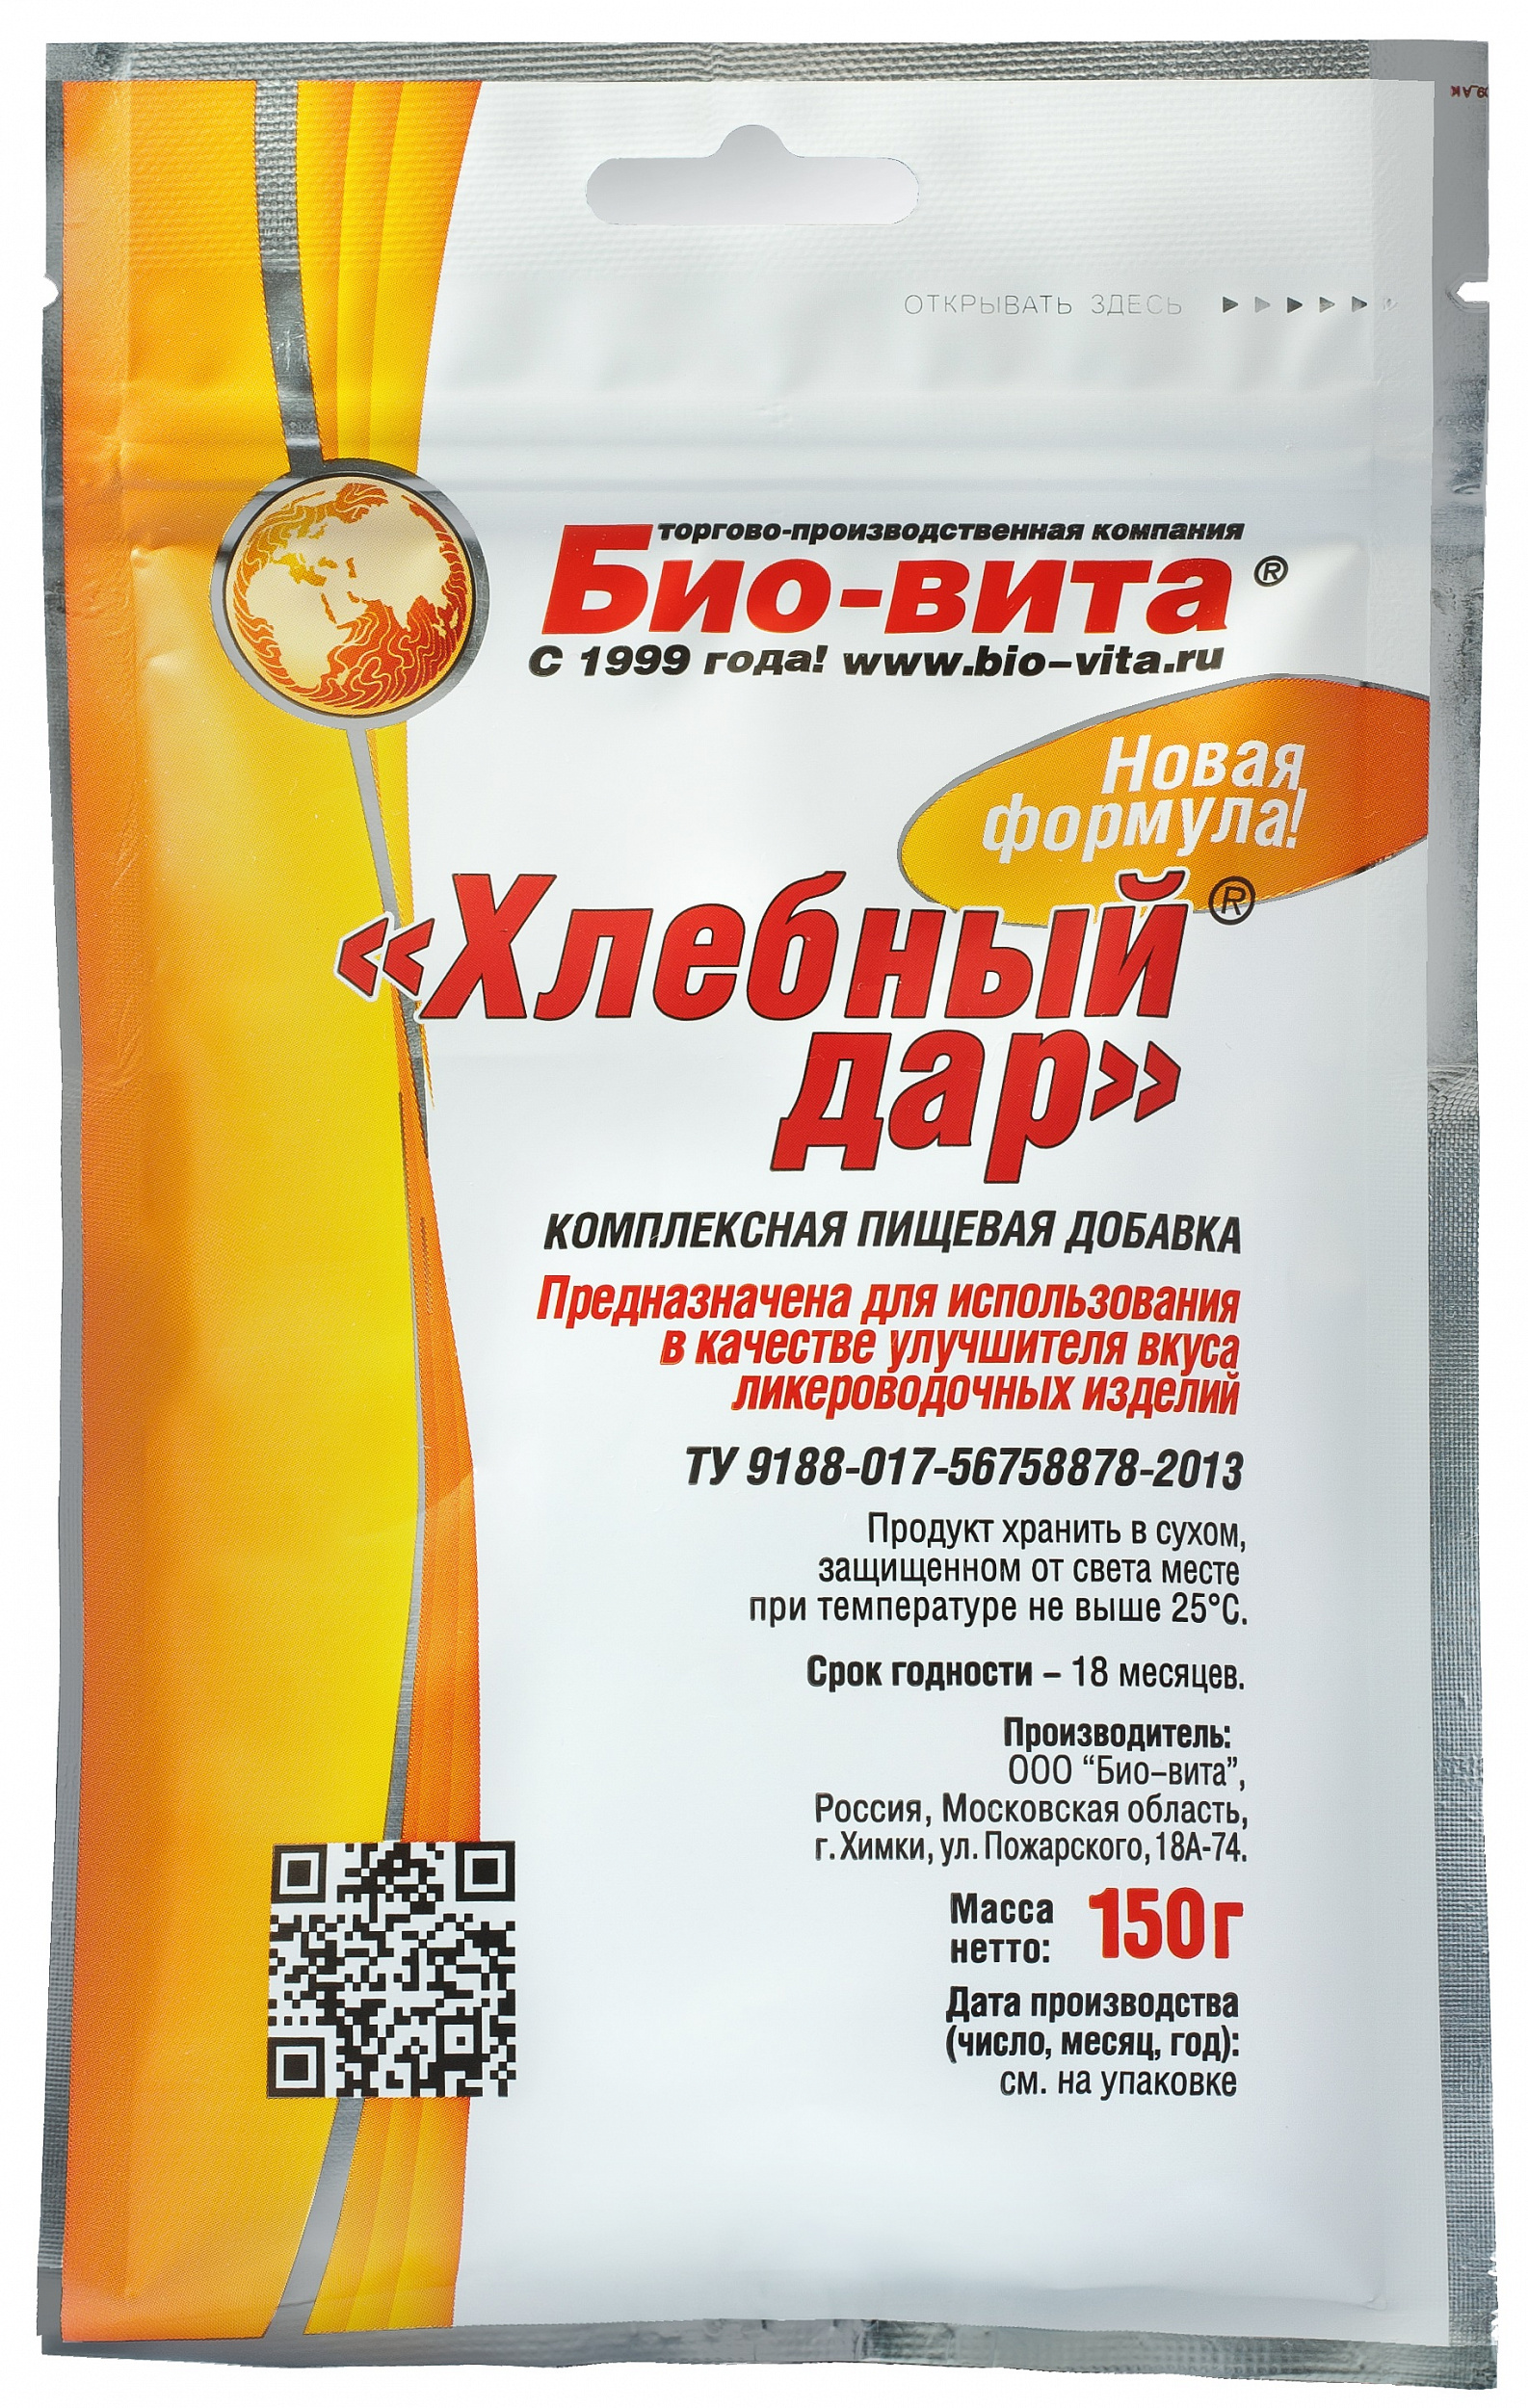 ОТКРЫВАТЬ ЗДЕСЬ
торгово-производственная компания
Био-вита®
С 1999 года! www.bio-vita.ru
Новая
формула!
«Хлебный®
дар»
КОМПЛЕКСНАЯ ПИЩЕВАЯ ДОБАВКА
Предназначена для использования
в качестве улучшителя вкуса
ликероводочных изделий
ТУ 9188-017-56758878-2013
Продукт хранить в сухом,
защищенном от света месте
при температуре не выше 25°С.
Срок годности – 18 месяцев.
Производитель:
ООО “Био-вита”,
Россия, Московская область,
г. Химки, ул. Пожарского, 18А-74.
Масса
нетто: 150г
Дата производства
(число, месяц, год):
см. на упаковке